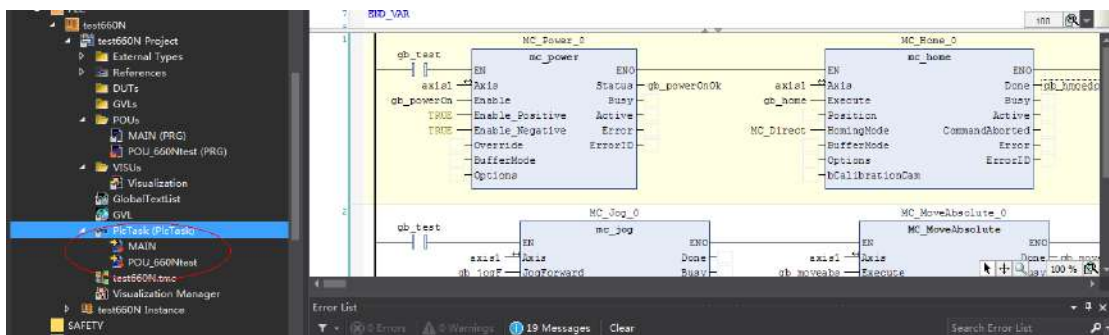 test660N
test660N Project
External Types
References
DUTs
GVLs
POUs
MAIN (PRG)
POU_660Ntest (PRG)
VISUs
Visualization
GlobalTextList
GVL
PlcTask (PlcTask)
MAIN
POU_660Ntest
test660N.tmc
Visualization Manager
test660N Instance
SAFETY
7 END_VAR
100
1
MC_Power_0
mc_power
gb_test
EN ENO
axis1 Axis Status gb_powerOnOk
gb_powerOn Enable Busy
TRUE Enable_Positive Active
TRUE Enable_Negative Error
Override ErrorID
BufferMode
Options
MC_Home_0
mc_home
EN ENO
axis1 Axis Done
gb_home Execute Busy
Position Active
MC_Direct HomingMode CommandAborted
BufferMode Error
Options ErrorID
bCalibrationCam
2
MC_Jog_0
mc_jog
gb_test
EN ENO
axis1 Axis Done
gb_jogF JogForward Busy
MC_MoveAbsolute_0
MC_MoveAbsolute
EN ENO
axis1 Axis Done
gb_moveabs Execute Busy
100 %
Error List
0 Errors 0 Warnings 19 Messages Clear
Search Error List